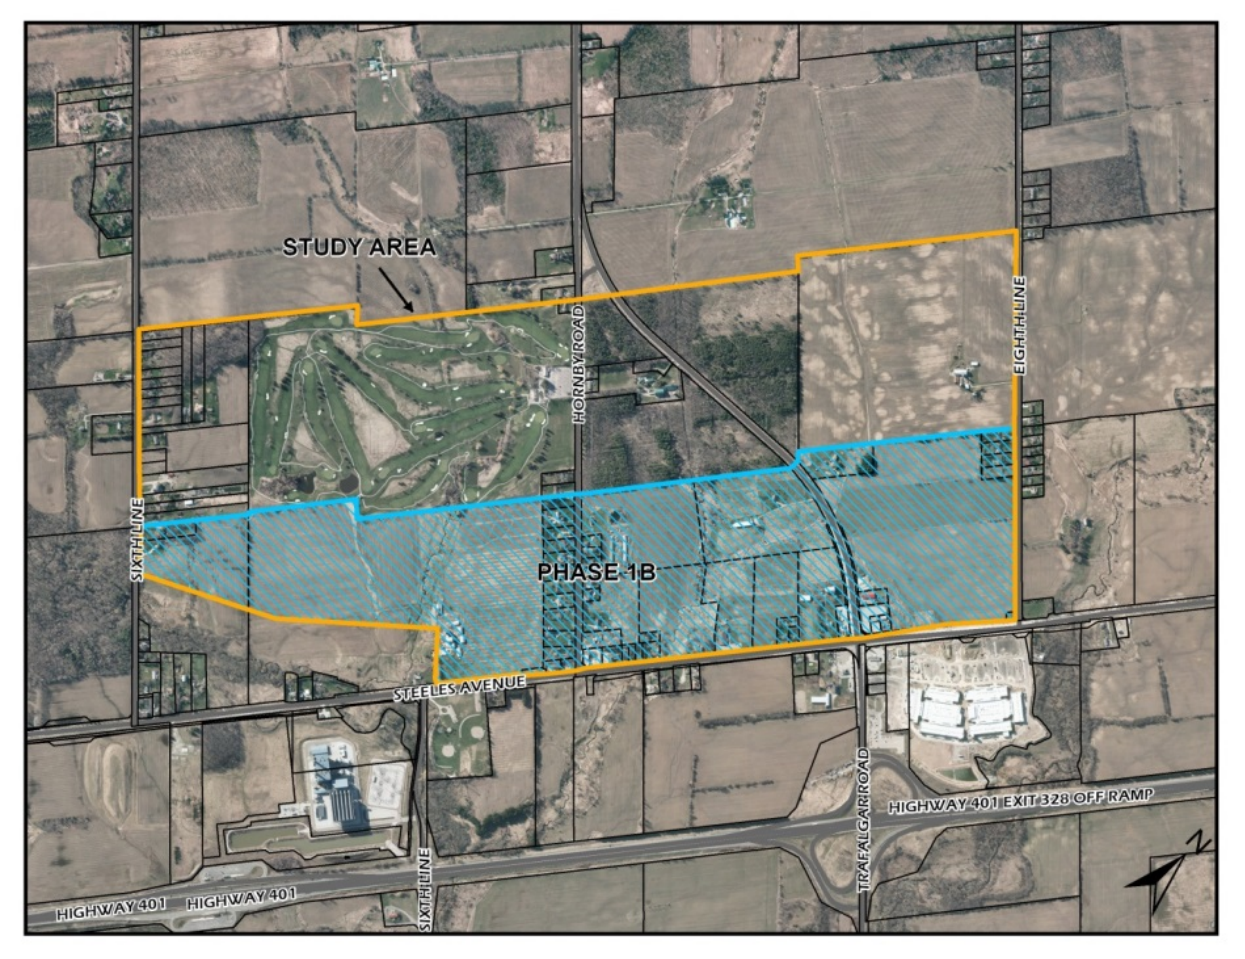 STUDY AREA
HORNBY ROAD
EIGHTH LINE
SIXTH LINE
PHASE 1B
STEELES AVENUE
TRAFALGAR ROAD
HIGHWAY 401 EXIT 328 OFF RAMP
N
SIXTH LINE
HIGHWAY 401
HIGHWAY 401